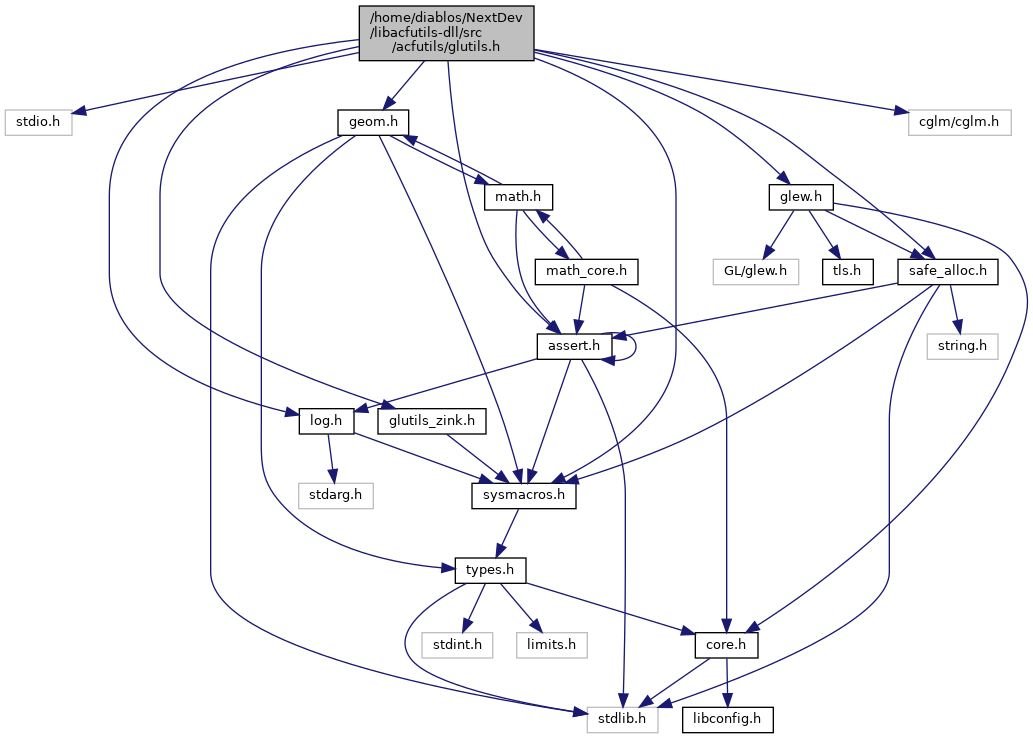 /home/diablos/NextDev
/libacfutils-dll/src
/acfutils/glutils.h
stdio.h
geom.h
cglm/cglm.h
math.h
glew.h
math_core.h
GL/glew.h
tls.h
safe_alloc.h
assert.h
string.h
log.h
glutils_zink.h
stdarg.h
sysmacros.h
types.h
stdint.h
limits.h
core.h
stdlib.h
libconfig.h